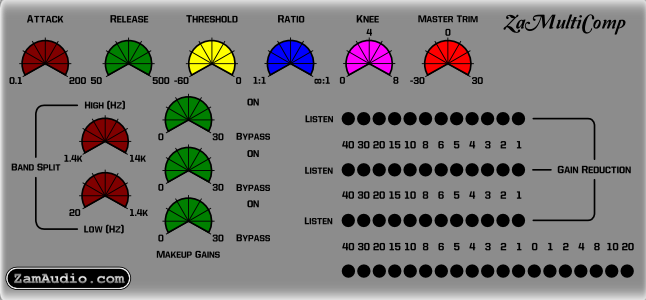 ATTACK RELEASE THRESHOLD RATIO KNEE MASTER TRIM ZaMultiComp
4 0
0.1 200 50 500 -60 0 1:1 ∞:1 0 8 -30 30
HIGH (HZ) ON
LISTEN
0 30 BYPASS
40 30 20 15 10 8 6 5 4 3 2 1
1.4K 14K ON
BAND SPLIT LISTEN GAIN REDUCTION
0 30 BYPASS
40 30 20 15 10 8 6 5 4 3 2 1
20 1.4K ON
LISTEN
LOW (HZ) 0 30 BYPASS
40 30 20 15 10 8 6 5 4 3 2 1 0 1 2 4 8 10 20
MAKEUP GAINS
ZamAudio.com